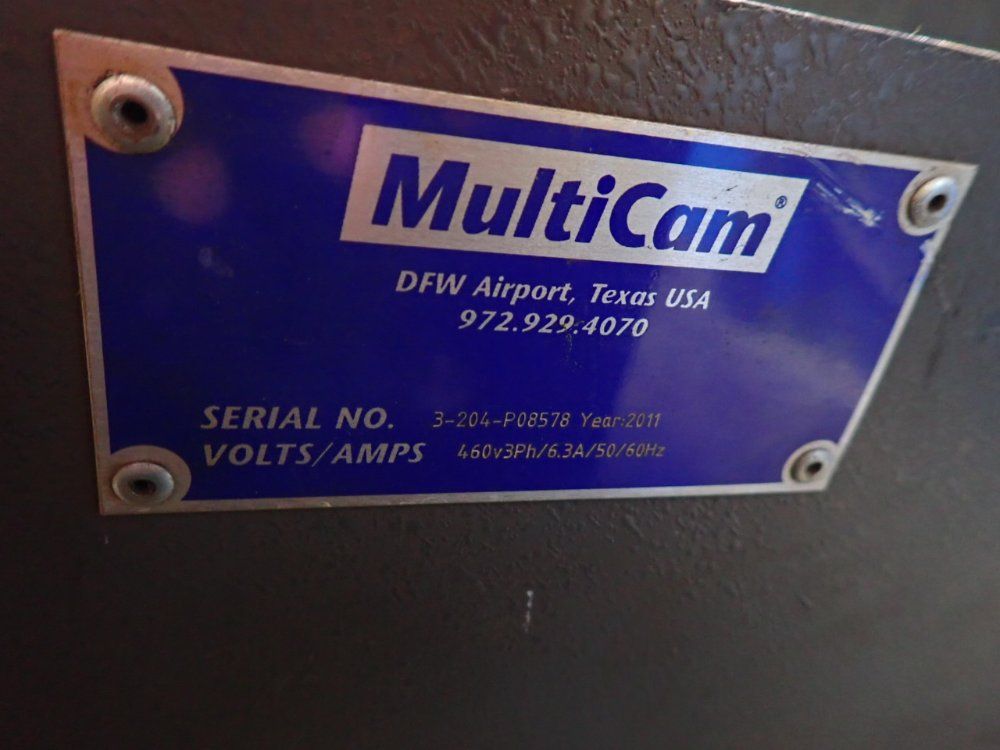 MultiCam®
DFW Airport, Texas USA
972.929.4070
SERIAL NO. 3-204-P08578 Year:2011
VOLTS/AMPS 460v3Ph/6.3A/50/60Hz